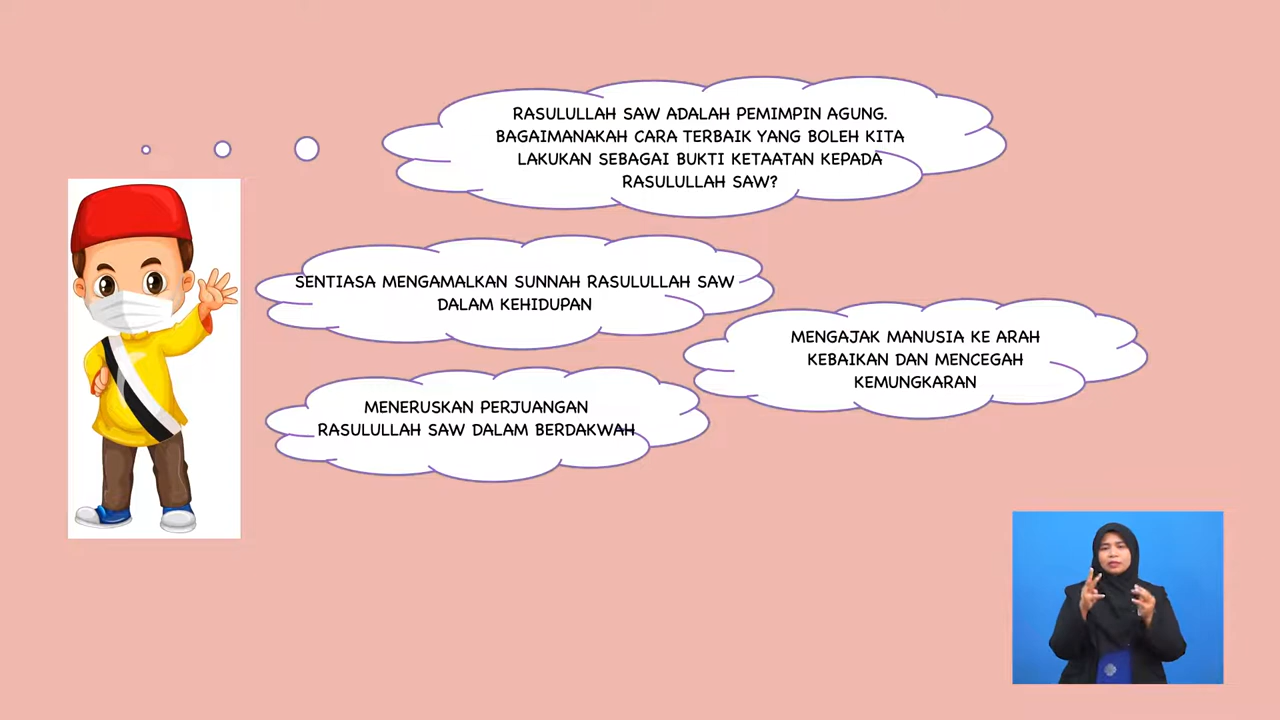 RASULULLAH SAW ADALAH PEMIMPIN AGUNG.
BAGAIMANAKAH CARA TERBAIK YANG BOLEH KITA
LAKUKAN SEBAGAI BUKTI KETAATAN KEPADA
RASULULLAH SAW?
SENTIASA MENGAMALKAN SUNNAH RASULULLAH SAW
DALAM KEHIDUPAN
MENGAJAK MANUSIA KE ARAH
KEBAIKAN DAN MENCEGAH
KEMUNGKARAN
MENERUSKAN PERJUANGAN
RASULULLAH SAW DALAM BERDAKWAH